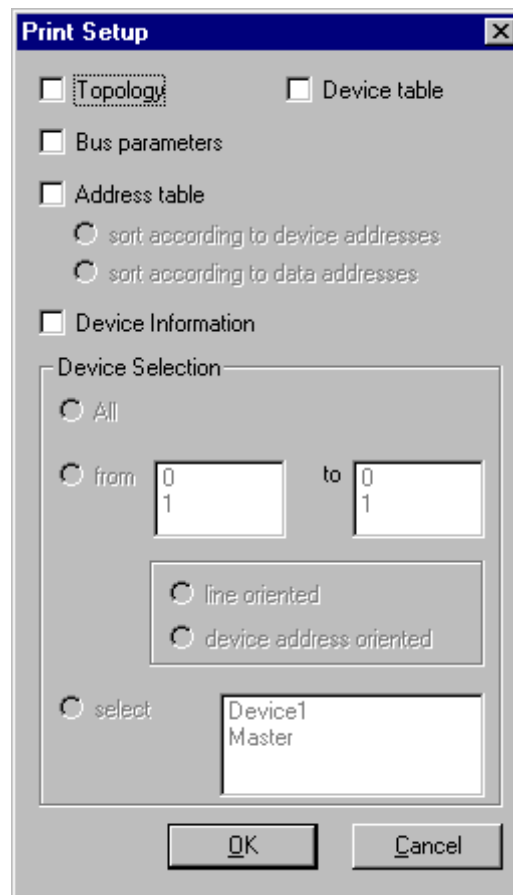 Print Setup
Topology
Device table
Bus parameters
Address table
sort according to device addresses
sort according to data addresses
Device Information
Device Selection
All
from
0
1
to
0
1
line oriented
device address oriented
select
Device1
Master
OK
Cancel